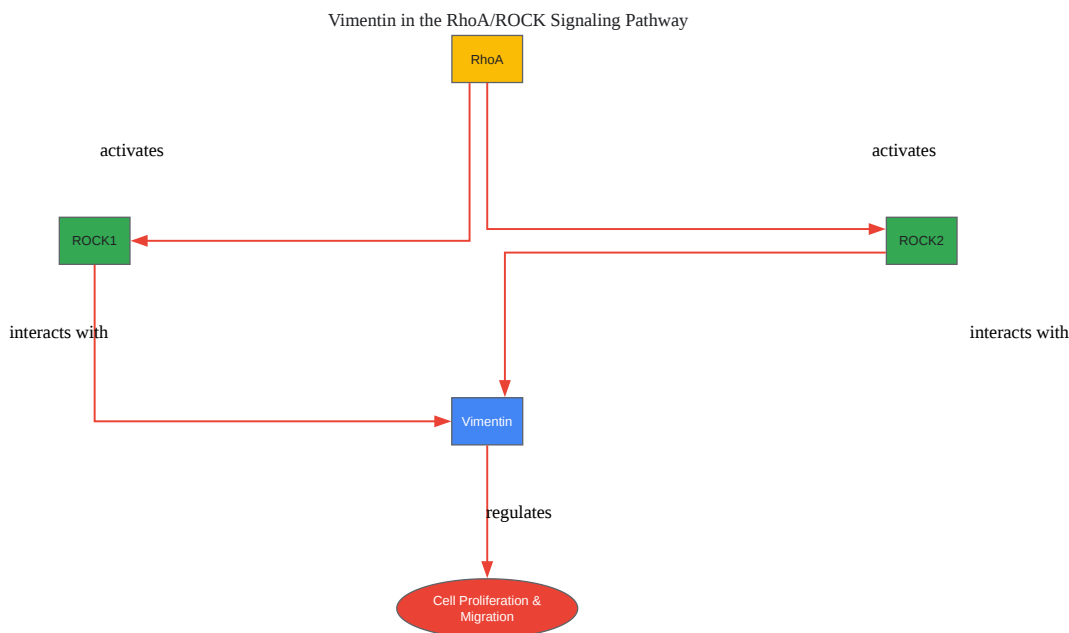 Vimentin in the RhoA/ROCK Signaling Pathway
RhoA
activates
activates
ROCK1
ROCK2
interacts with
interacts with
Vimentin
regulates
Cell Proliferation &
Migration